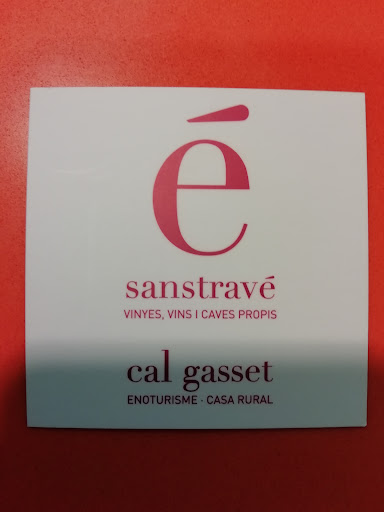 é
sanstravé
VINYES, VINS I CAVES PROPIS
cal gasset
ENOTURISME · CASA RURAL